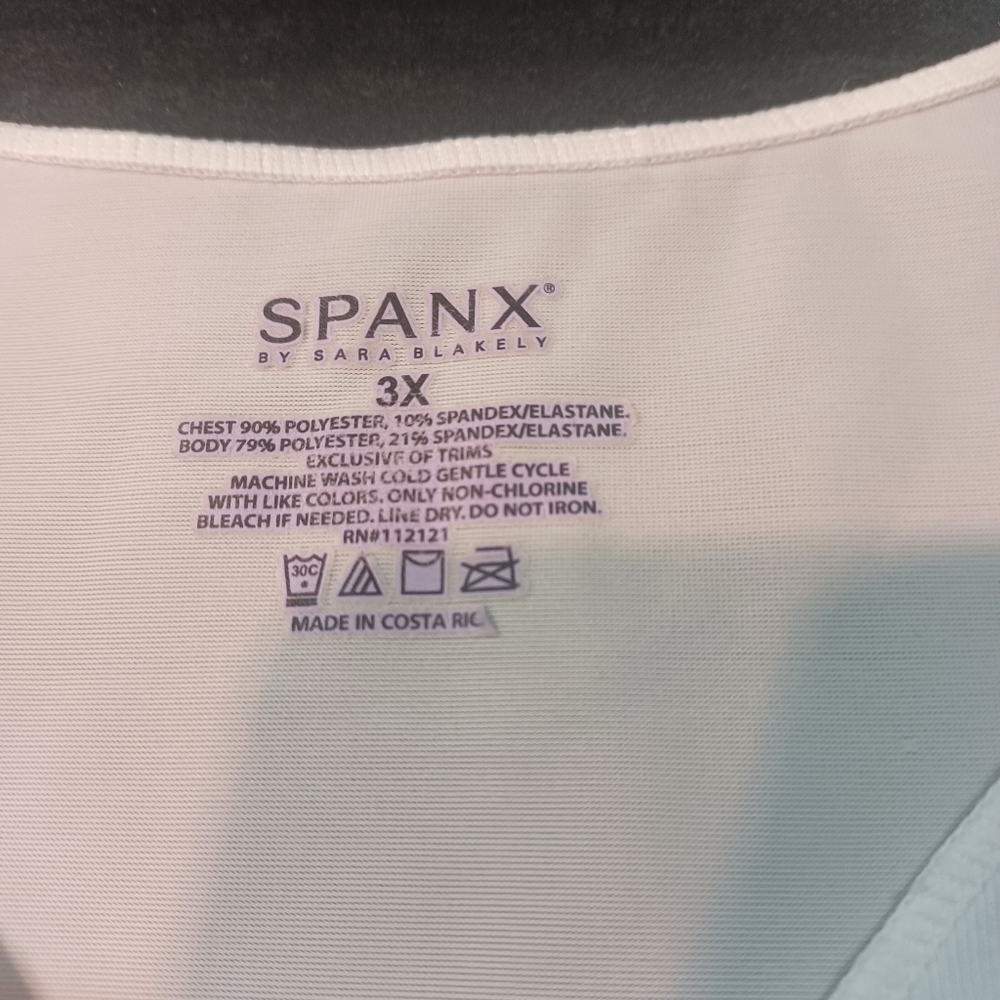 SPANX®
BY SARA BLAKELY
3X
CHEST 90% POLYESTER, 10% SPANDEX/ELASTANE.
BODY 79% POLYESTER, 21% SPANDEX/ELASTANE.
EXCLUSIVE OF TRIMS
MACHINE WASH COLD GENTLE CYCLE
WITH LIKE COLORS. ONLY NON-CHLORINE
BLEACH IF NEEDED. LINE DRY. DO NOT IRON.
RN#112121
30C
MADE IN COSTA RIC